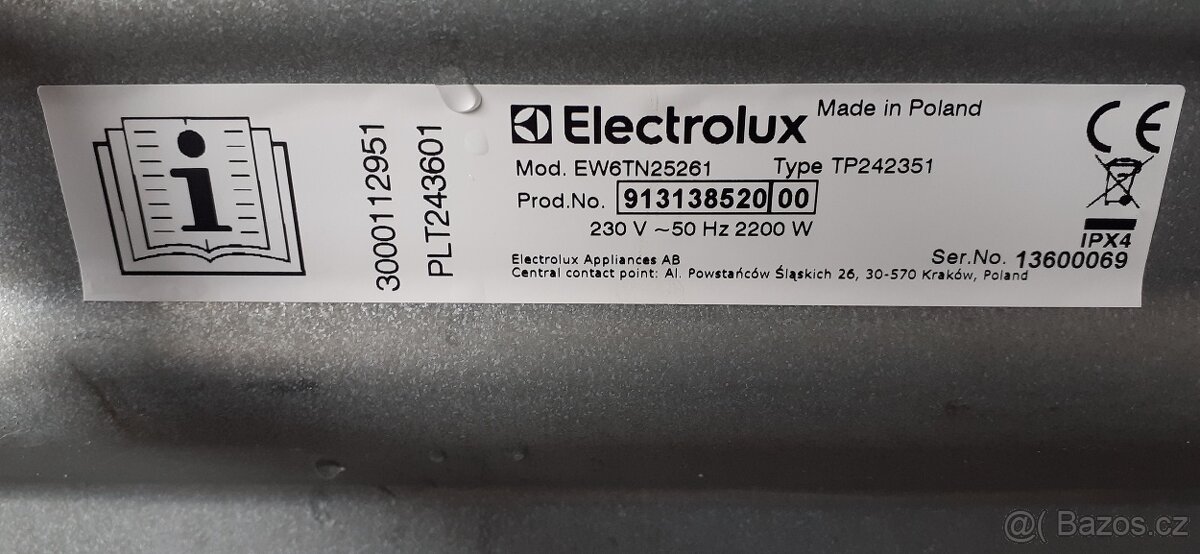 i
3000112951
PLT243601
Electrolux Made in Poland
Mod. EW6TN25261 Type TP242351
Prod.No. 913138520 00
230 V ~50 Hz 2200 W
CE
IPX4
Electrolux Appliances AB
Ser.No. 13600069
Central contact point: Al. Powstańców Śląskich 26, 30-570 Kraków, Poland
@( Bazos.cz